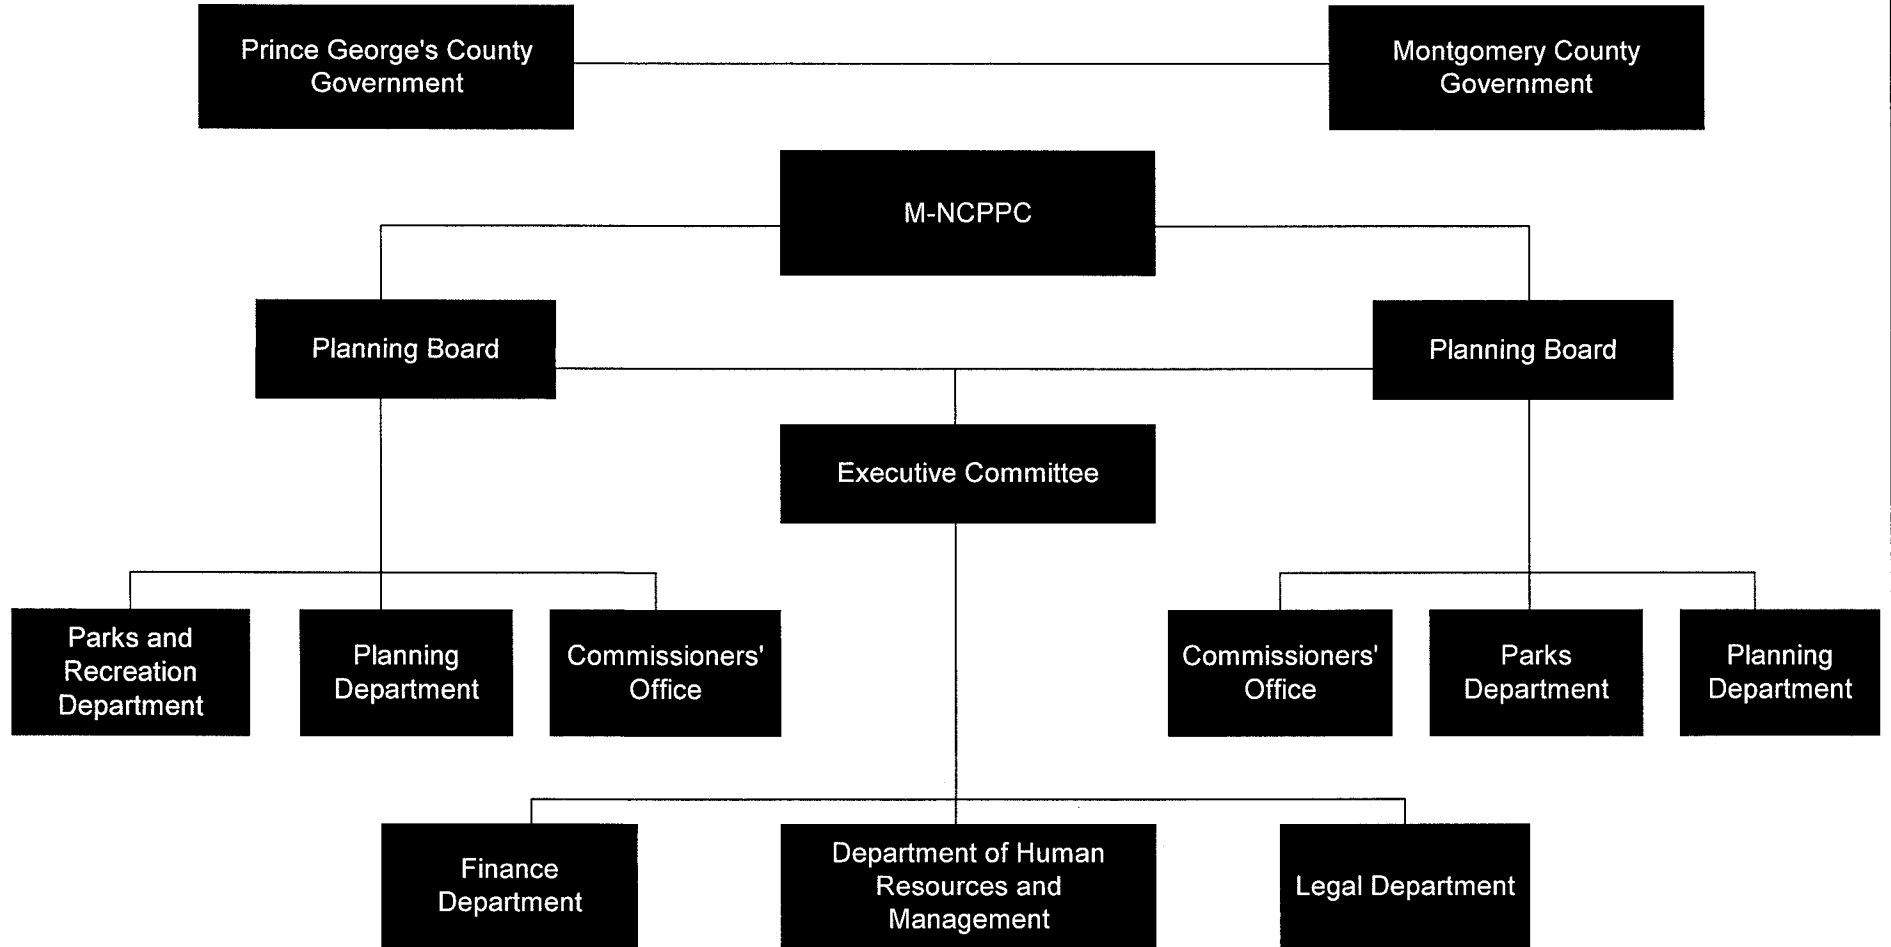 Prince George's County
Government
Montgomery County
Government
M-NCPPC
Planning Board
Planning Board
Executive Committee
Parks and
Recreation
Department
Planning
Department
Commissioners'
Office
Commissioners'
Office
Parks
Department
Planning
Department
Finance
Department
Department of Human
Resources and
Management
Legal Department